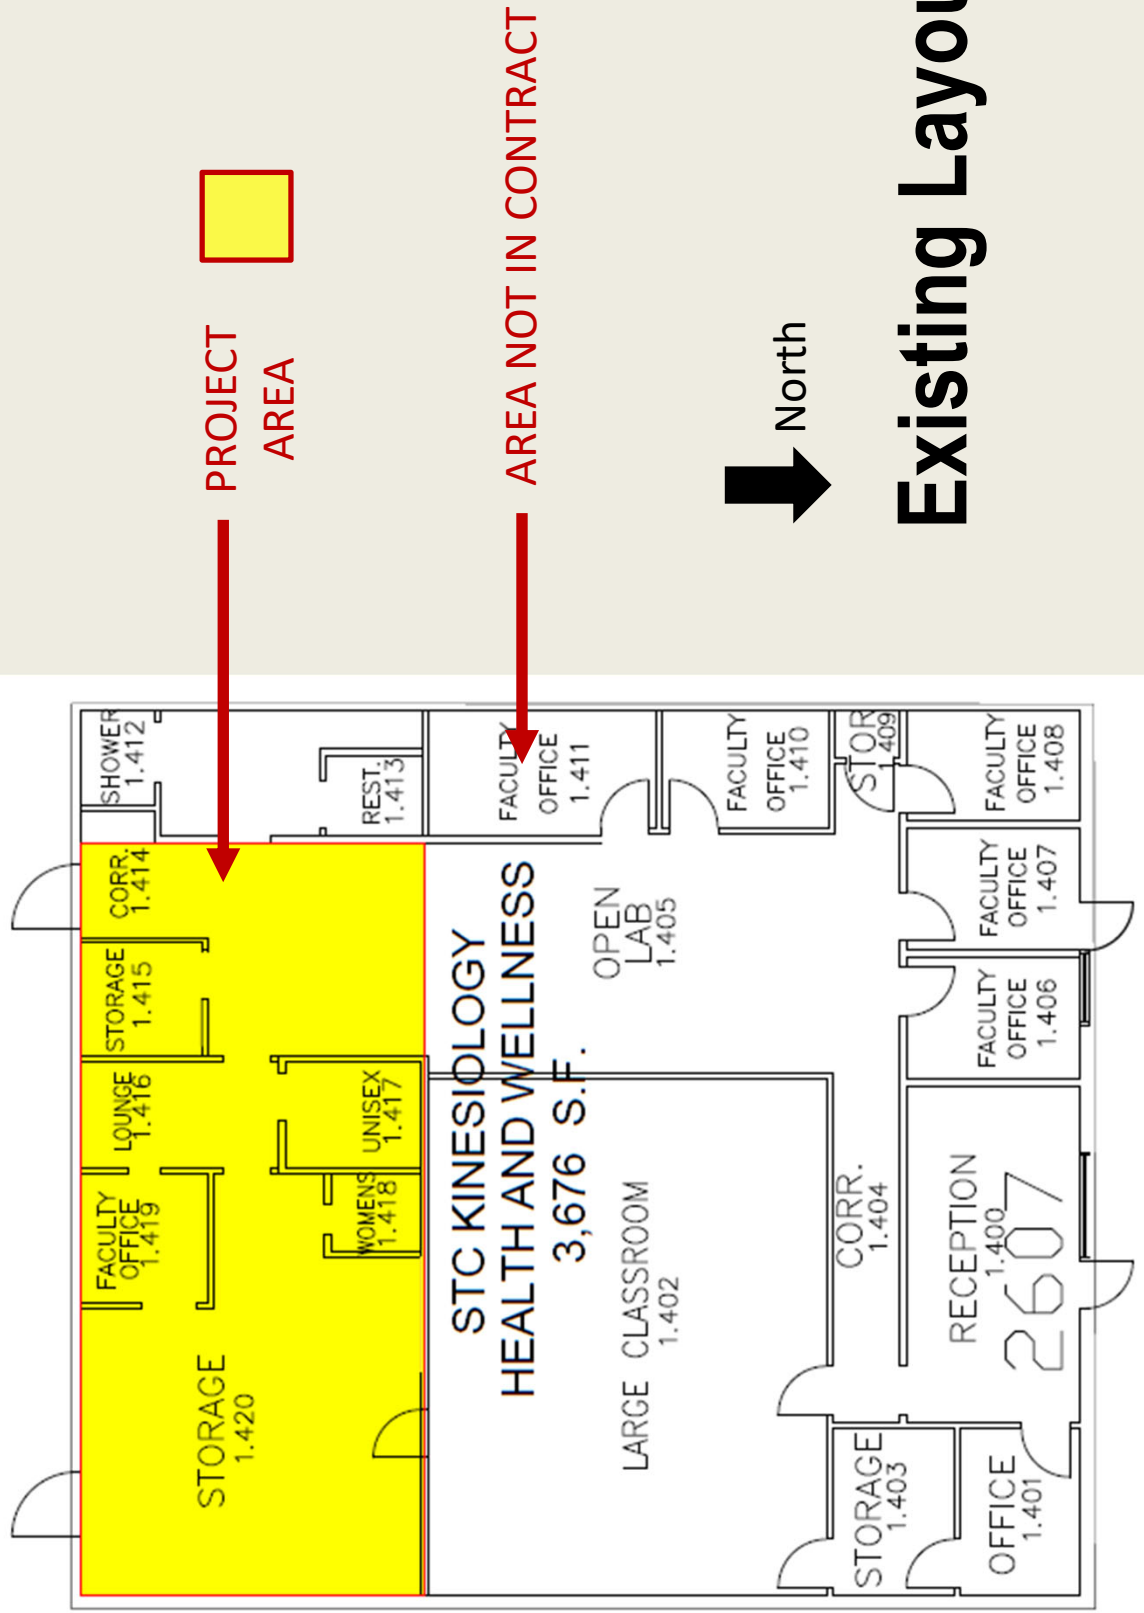 Existing Layou
PROJECT
AREA
AREA NOT IN CONTRACT
North
STC KINESIOLOGY
HEALTH AND WELLNESS
3,676 S.F.
SHOWER
1.412
REST.
1.413
FACULTY
OFFICE
1.411
FACULTY
OFFICE
1.410
STOR
1.409
FACULTY
OFFICE
1.408
CORR.
1.414
STORAGE
1.415
LOUNGE
1.416
UNISEX
1.417
FACULTY
OFFICE
1.419
WOMENS
1.418
STORAGE
1.420
OPEN
LAB
1.405
FACULTY
OFFICE
1.407
FACULTY
OFFICE
1.406
LARGE CLASSROOM
1.402
CORR.
1.404
RECEPTION
1.400
2607
STORAGE
1.403
OFFICE
1.401